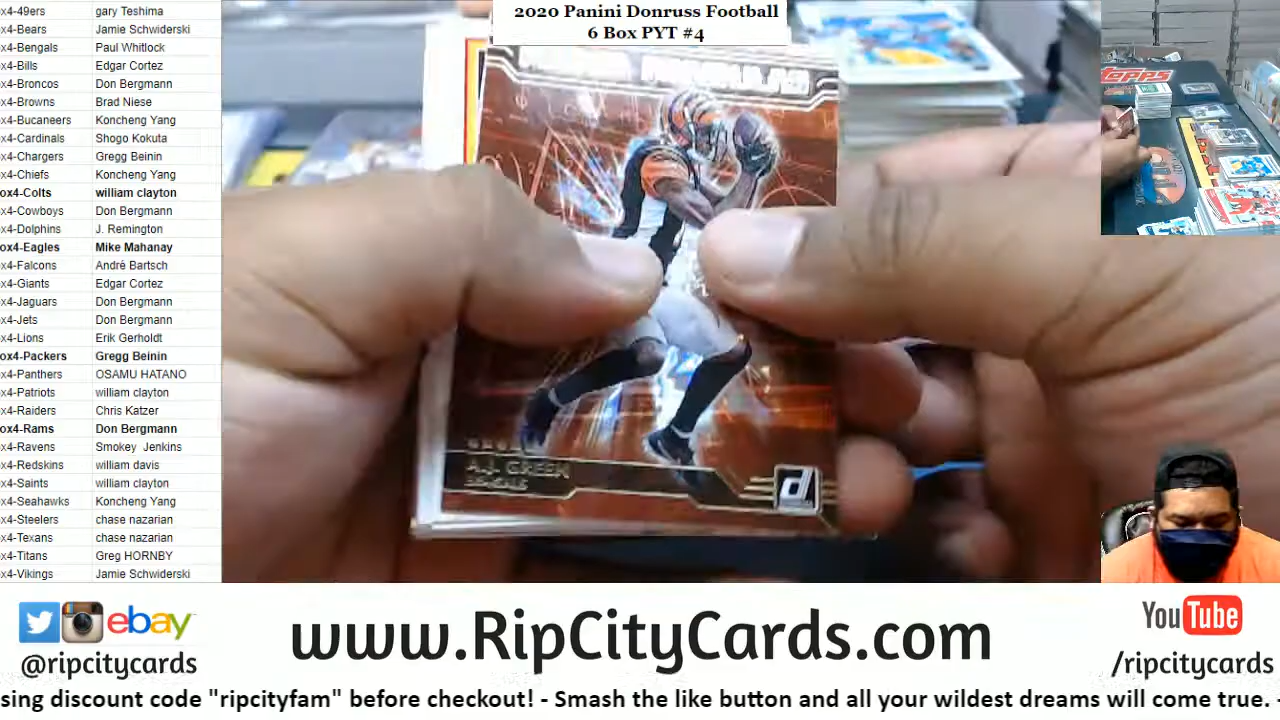 x4-49ers gary Teshima
x4-Bears Jamie Schwiderski
x4-Bengals Paul Whitlock
x4-Bills Edgar Cortez
x4-Broncos Don Bergmann
x4-Browns Brad Niese
x4-Bucaneers Koncheng Yang
x4-Cardinals Shogo Kokuta
x4-Chargers Gregg Beinin
x4-Chiefs Koncheng Yang
ox4-Colts william clayton
x4-Cowboys Don Bergmann
x4-Dolphins J. Remington
ox4-Eagles Mike Mahanay
x4-Falcons André Bartsch
x4-Giants Edgar Cortez
x4-Jaguars Don Bergmann
x4-Jets Don Bergmann
x4-Lions Erik Gerholdt
ox4-Packers Gregg Beinin
x4-Panthers OSAMU HATANO
x4-Patriots william clayton
x4-Raiders Chris Katzer
ox4-Rams Don Bergmann
x4-Ravens Smokey Jenkins
x4-Redskins william davis
x4-Saints william clayton
x4-Seahawks Koncheng Yang
x4-Steelers chase nazarian
x4-Texans chase nazarian
x4-Titans Greg HORNBY
x4-Vikings Jamie Schwiderski
2020 Panini Donruss Football
6 Box PYT #4
A.J. GREEN
BENGALS
d
TOPPS
ebay
@ripcitycards
www.RipCityCards.com
YouTube
/ripcitycards
sing discount code "ripcityfam" before checkout! - Smash the like button and all your wildest dreams will come true. -